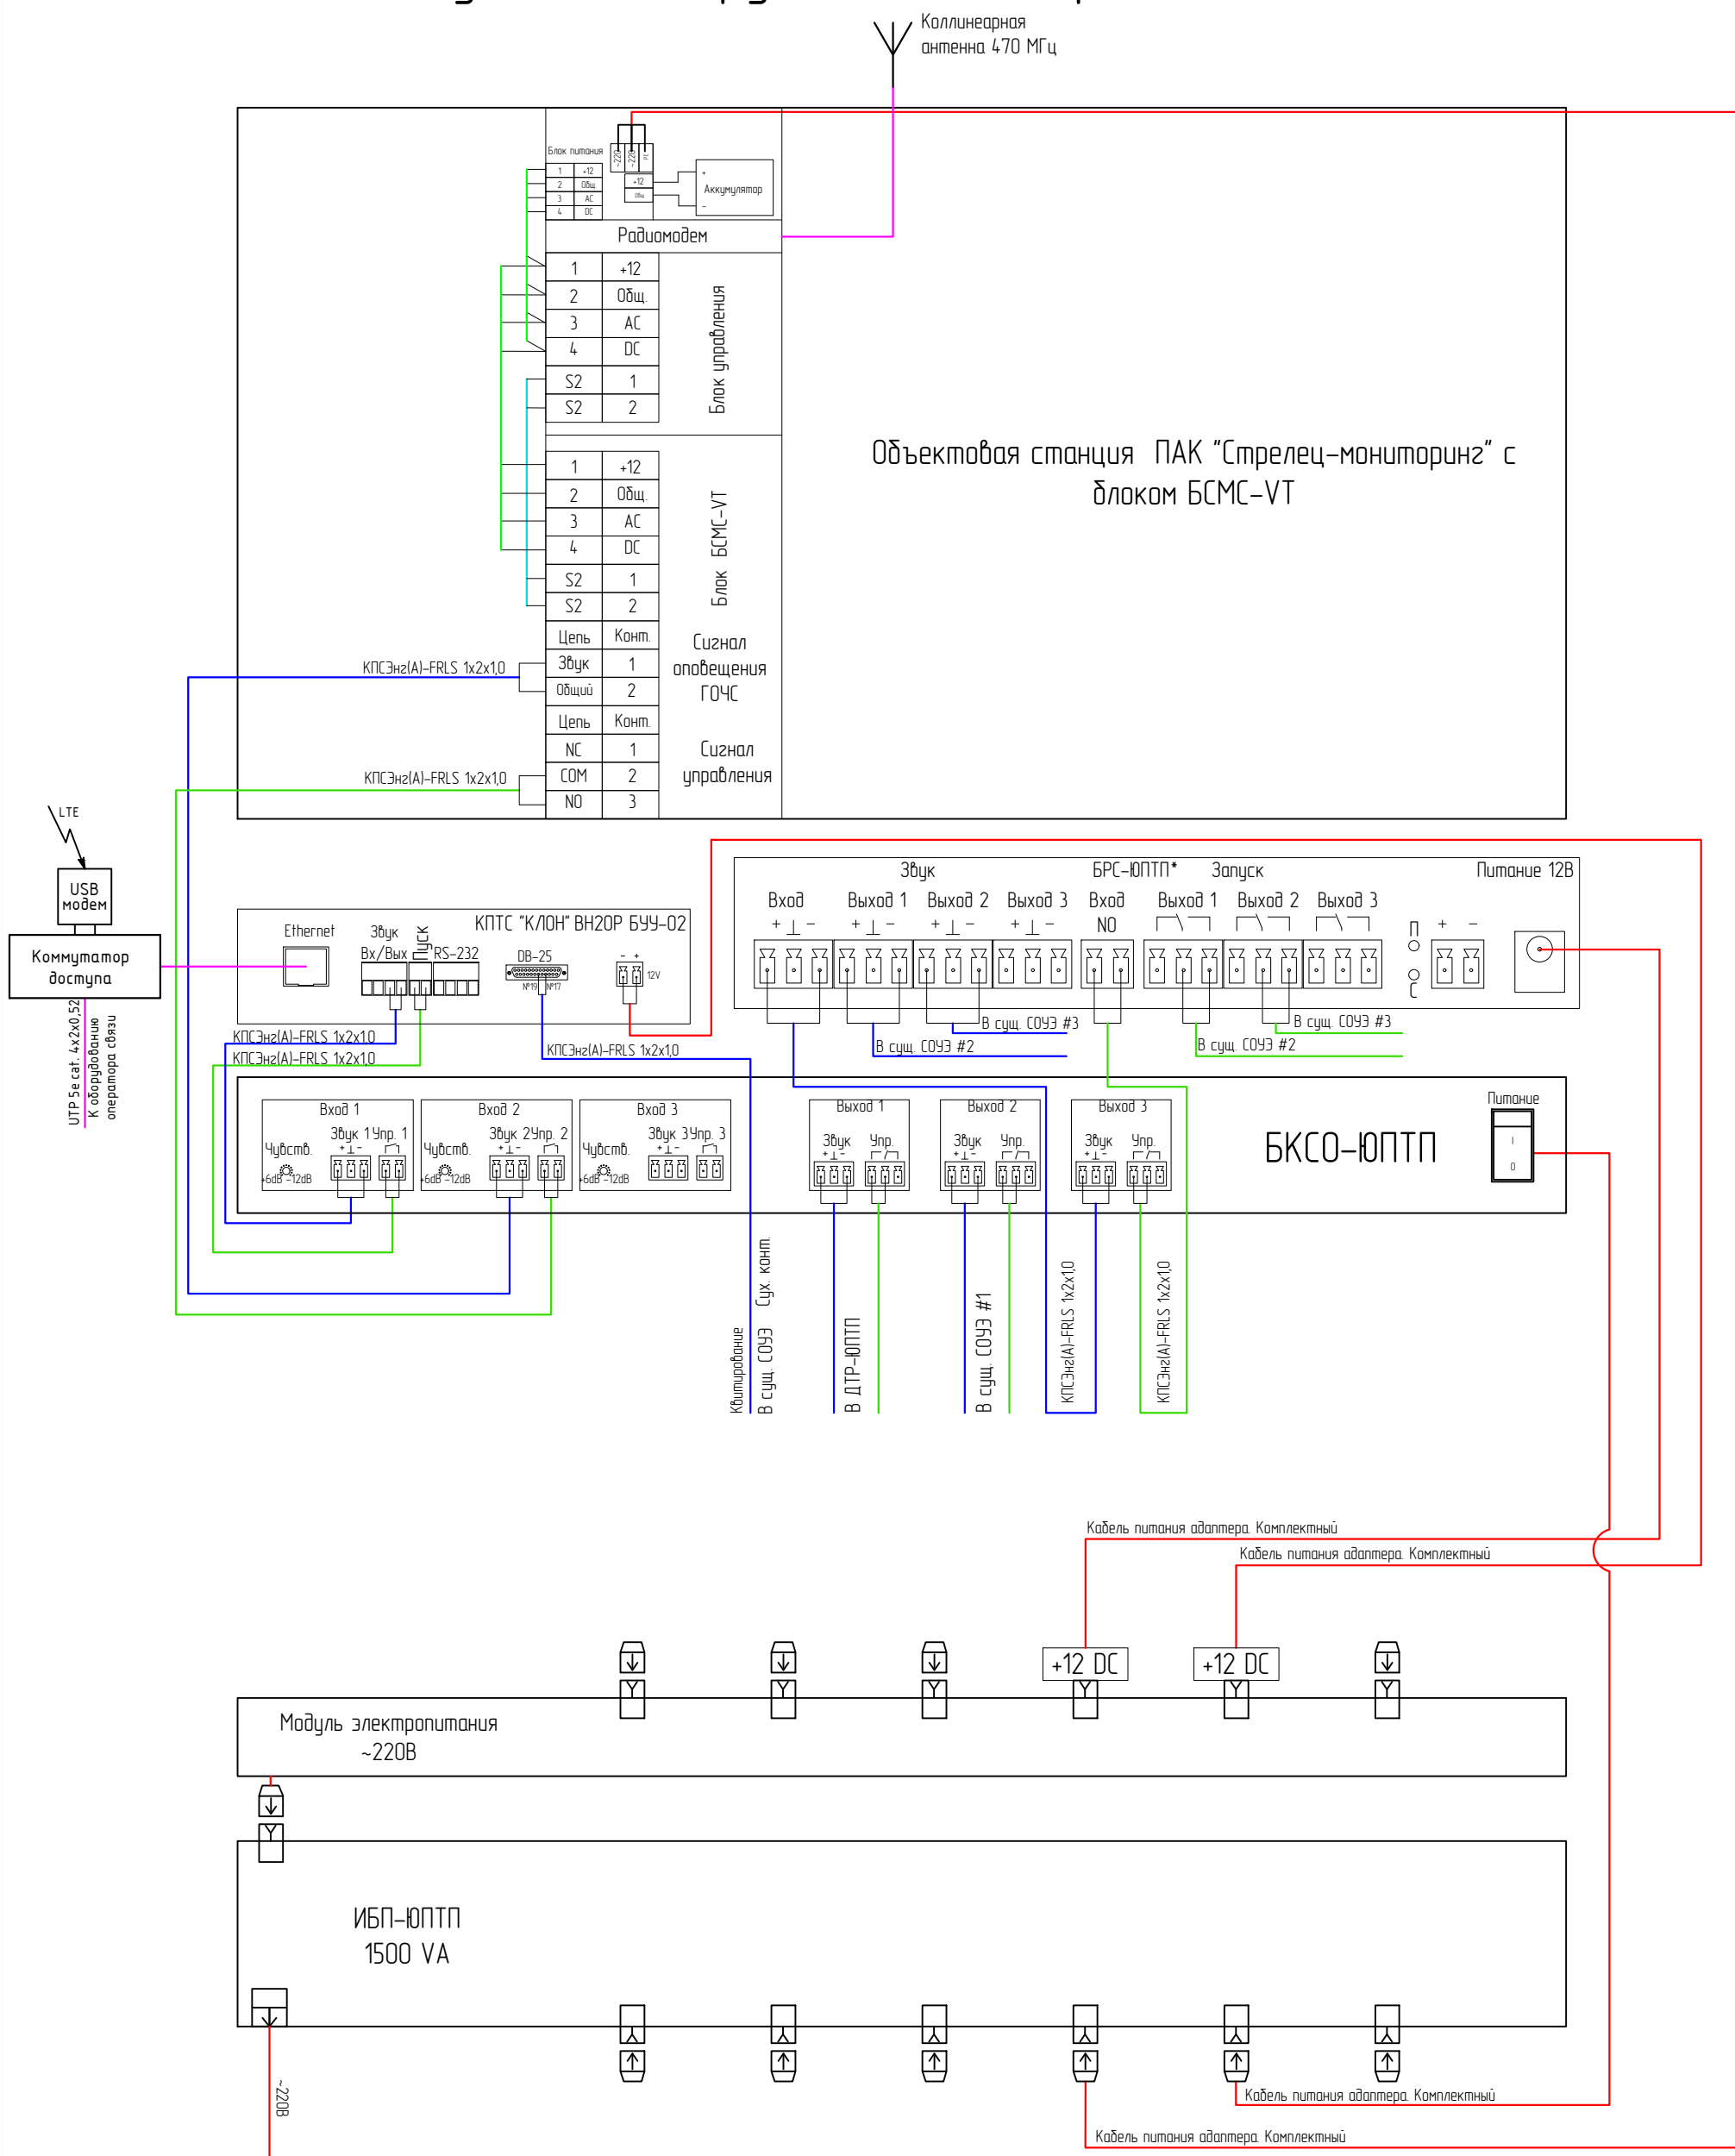 Коллинеарная
антенна 470 МГц
Блок питания
~220
~220
PE
1 +12
2 Общ
3 AC
4 DC
+12
Общ
+
Аккумулятор
–
Радиомодем
1 +12
2 Общ.
3 AC
4 DC
S2 1
S2 2
Блок управления
Объектовая станция ПАК "Стрелец-мониторинг" с
блоком БСМС-VT
1 +12
2 Общ.
3 AC
4 DC
S2 1
S2 2
Блок БСМС-VT
Цепь Конт.
Звук 1
Общий 2
Сигнал
оповещения
ГОЧС
КПСЭнг(А)-FRLS 1х2х1,0
Цепь Конт.
NC 1
COM 2
NO 3
Сигнал
управления
КПСЭнг(А)-FRLS 1х2х1,0
LTE
USB
модем
Коммутатор
доступа
UTP 5e cat. 4х2х0,52
К оборудованию
оператора связи
КПТС "КЛОН" ВН20Р БУУ-02
Ethernet
Звук
Вх/Вых
Пуск
RS-232
DB-25
№19 №17
- +
12V
КПСЭнг(А)-FRLS 1х2х1,0
КПСЭнг(А)-FRLS 1х2х1,0
КПСЭнг(А)-FRLS 1х2х1,0
Звук БРС-ЮПТП* Запуск Питание 12В
Вход Выход 1 Выход 2 Выход 3 Вход Выход 1 Выход 2 Выход 3
+ ⊥ - + ⊥ - + ⊥ - + ⊥ - NO
П
С
+ -
В сущ. СОУЭ #3
В сущ. СОУЭ #2
В сущ. СОУЭ #3
В сущ. СОУЭ #2
Вход 1
Чувств.
+6dB -12dB
Звук 1 Упр. 1
+ ⊥ -
Вход 2
Чувств.
+6dB -12dB
Звук 2 Упр. 2
+ ⊥ -
Вход 3
Чувств.
+6dB -12dB
Звук 3 Упр. 3
+ ⊥ -
Выход 1
Звук Упр.
+ ⊥ -
Выход 2
Звук Упр.
+ ⊥ -
Выход 3
Звук Упр.
+ ⊥ -
БКСО-ЮПТП
Питание
I
0
Квитирование
В сущ. СОУЭ Сух. конт.
В ДТР-ЮПТП
В сущ. СОУЭ #1
КПСЭнг(А)-FRLS 1х2х1,0
КПСЭнг(А)-FRLS 1х2х1,0
Кабель питания адаптера. Комплектный
Кабель питания адаптера. Комплектный
+12 DC
+12 DC
Модуль электропитания
~220В
ИБП-ЮПТП
1500 VA
~220В
Кабель питания адаптера. Комплектный
Кабель питания адаптера. Комплектный